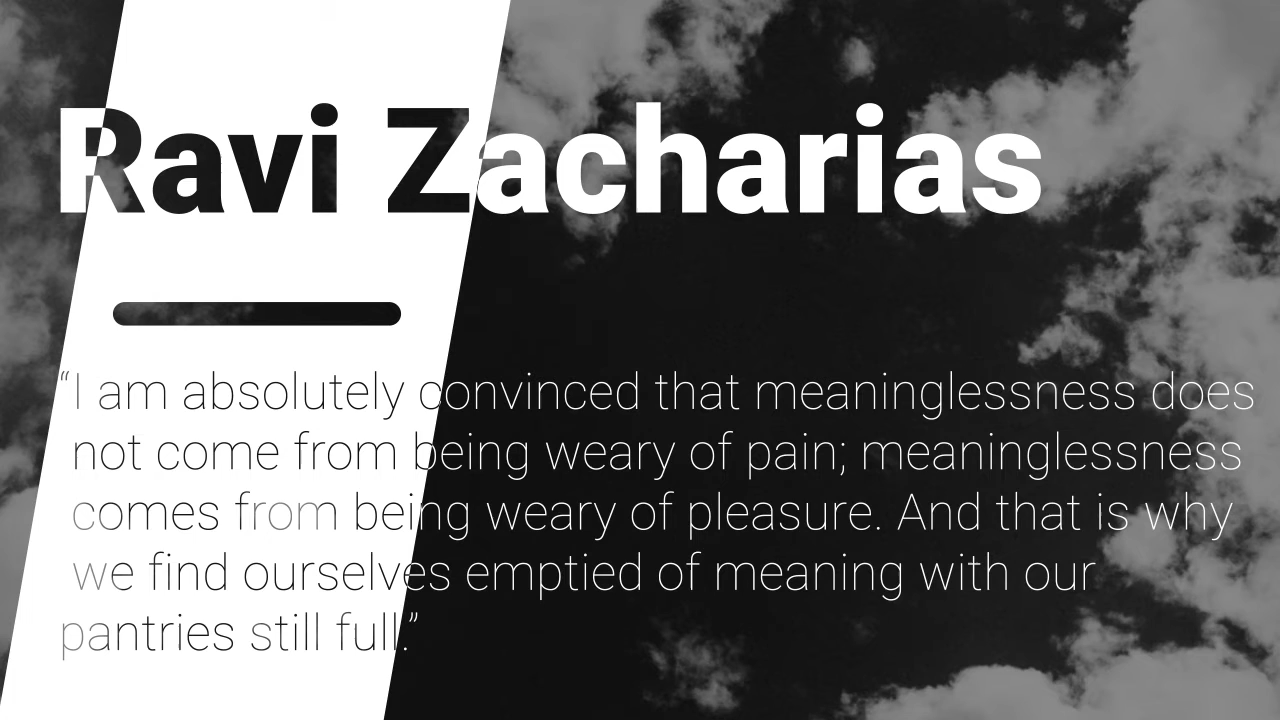 Ravi Zacharias
“I am absolutely convinced that meaninglessness does
not come from being weary of pain; meaninglessness
comes from being weary of pleasure. And that is why
we find ourselves emptied of meaning with our
pantries still full.”